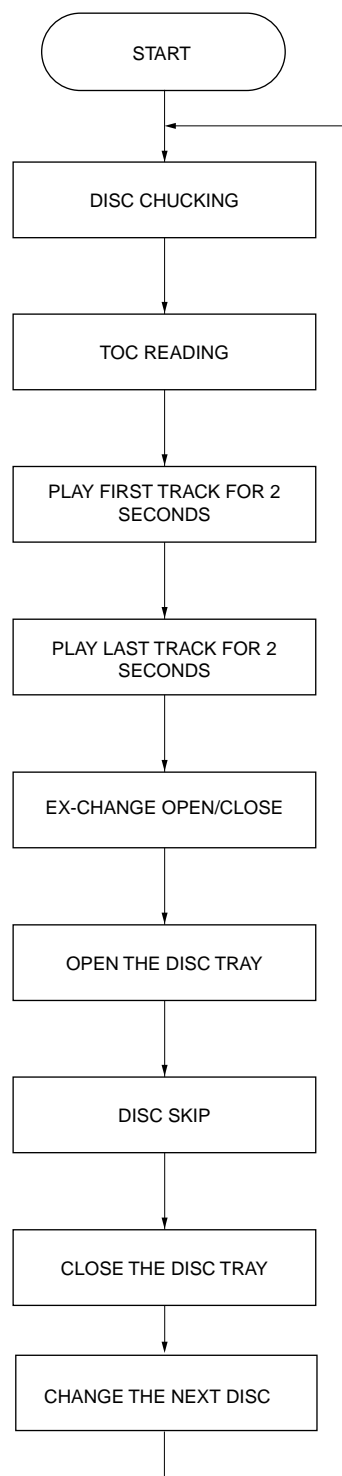 START
DISC CHUCKING
TOC READING
PLAY FIRST TRACK FOR 2
SECONDS
PLAY LAST TRACK FOR 2
SECONDS
EX-CHANGE OPEN/CLOSE
OPEN THE DISC TRAY
DISC SKIP
CLOSE THE DISC TRAY
CHANGE THE NEXT DISC